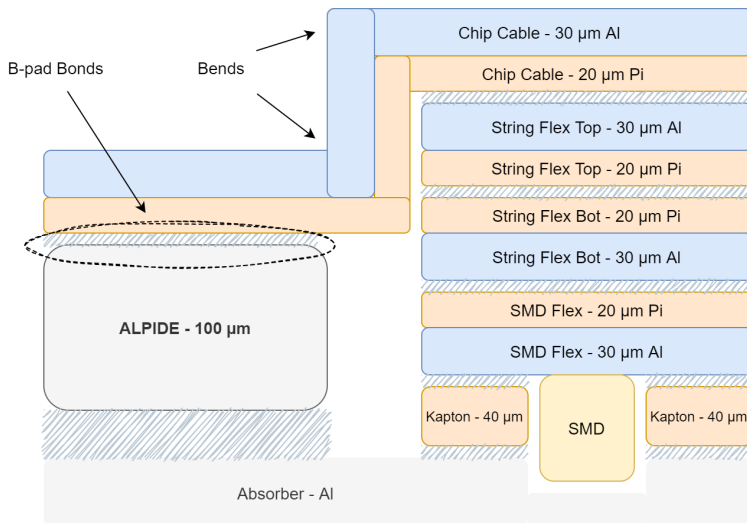 Chip Cable - 30 µm Al
B-pad Bonds
Bends
Chip Cable - 20 µm Pi
String Flex Top - 30 µm Al
String Flex Top - 20 µm Pi
String Flex Bot - 20 µm Pi
String Flex Bot - 30 µm Al
SMD Flex - 20 µm Pi
ALPIDE - 100 µm
SMD Flex - 30 µm Al
Kapton - 40 µm
SMD
Kapton - 40 µm
Absorber - Al